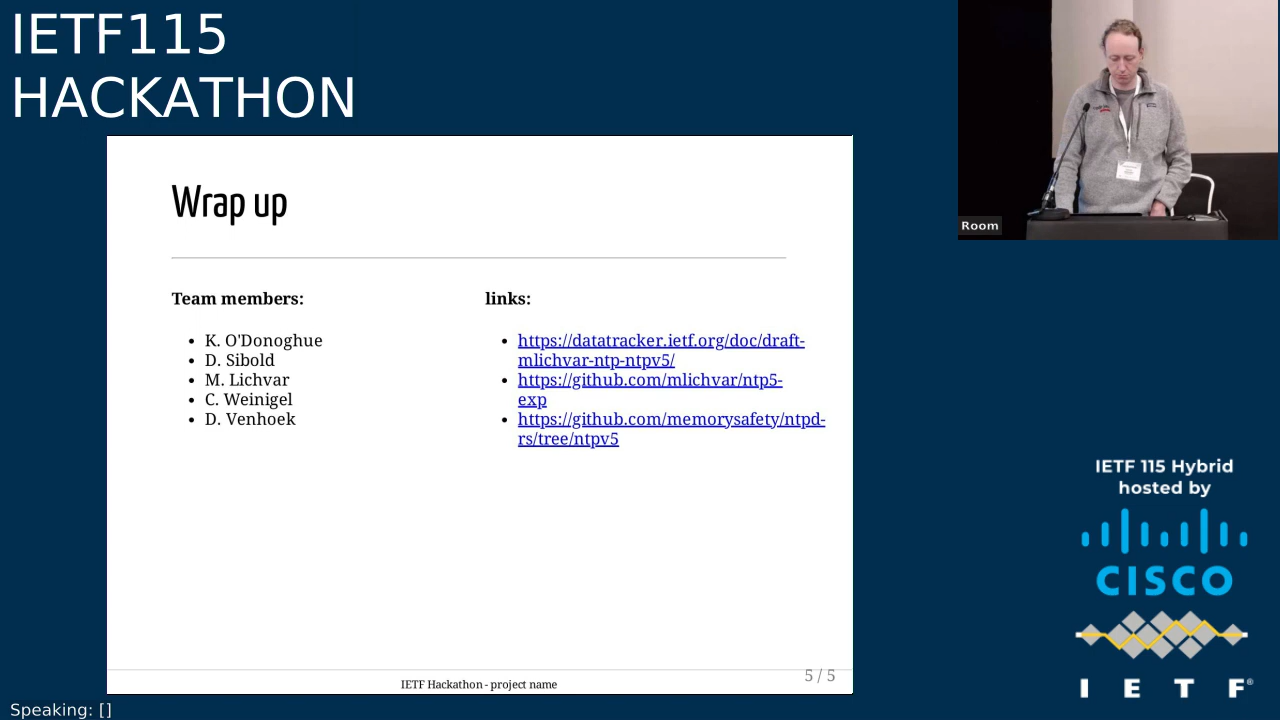 IETF115
HACKATHON
Room
Wrap up
Team members:
K. O'Donoghue
D. Sibold
M. Lichvar
C. Weinigel
D. Venhoek
links:
https://datatracker.ietf.org/doc/draft-
mlichvar-ntp-ntpv5/
https://github.com/mlichvar/ntp5-
exp
https://github.com/memorysafety/ntpd-
rs/tree/ntpv5
IETF Hackathon - project name
5 / 5
IETF 115 Hybrid
hosted by
CISCO
I E T F®
Speaking: []